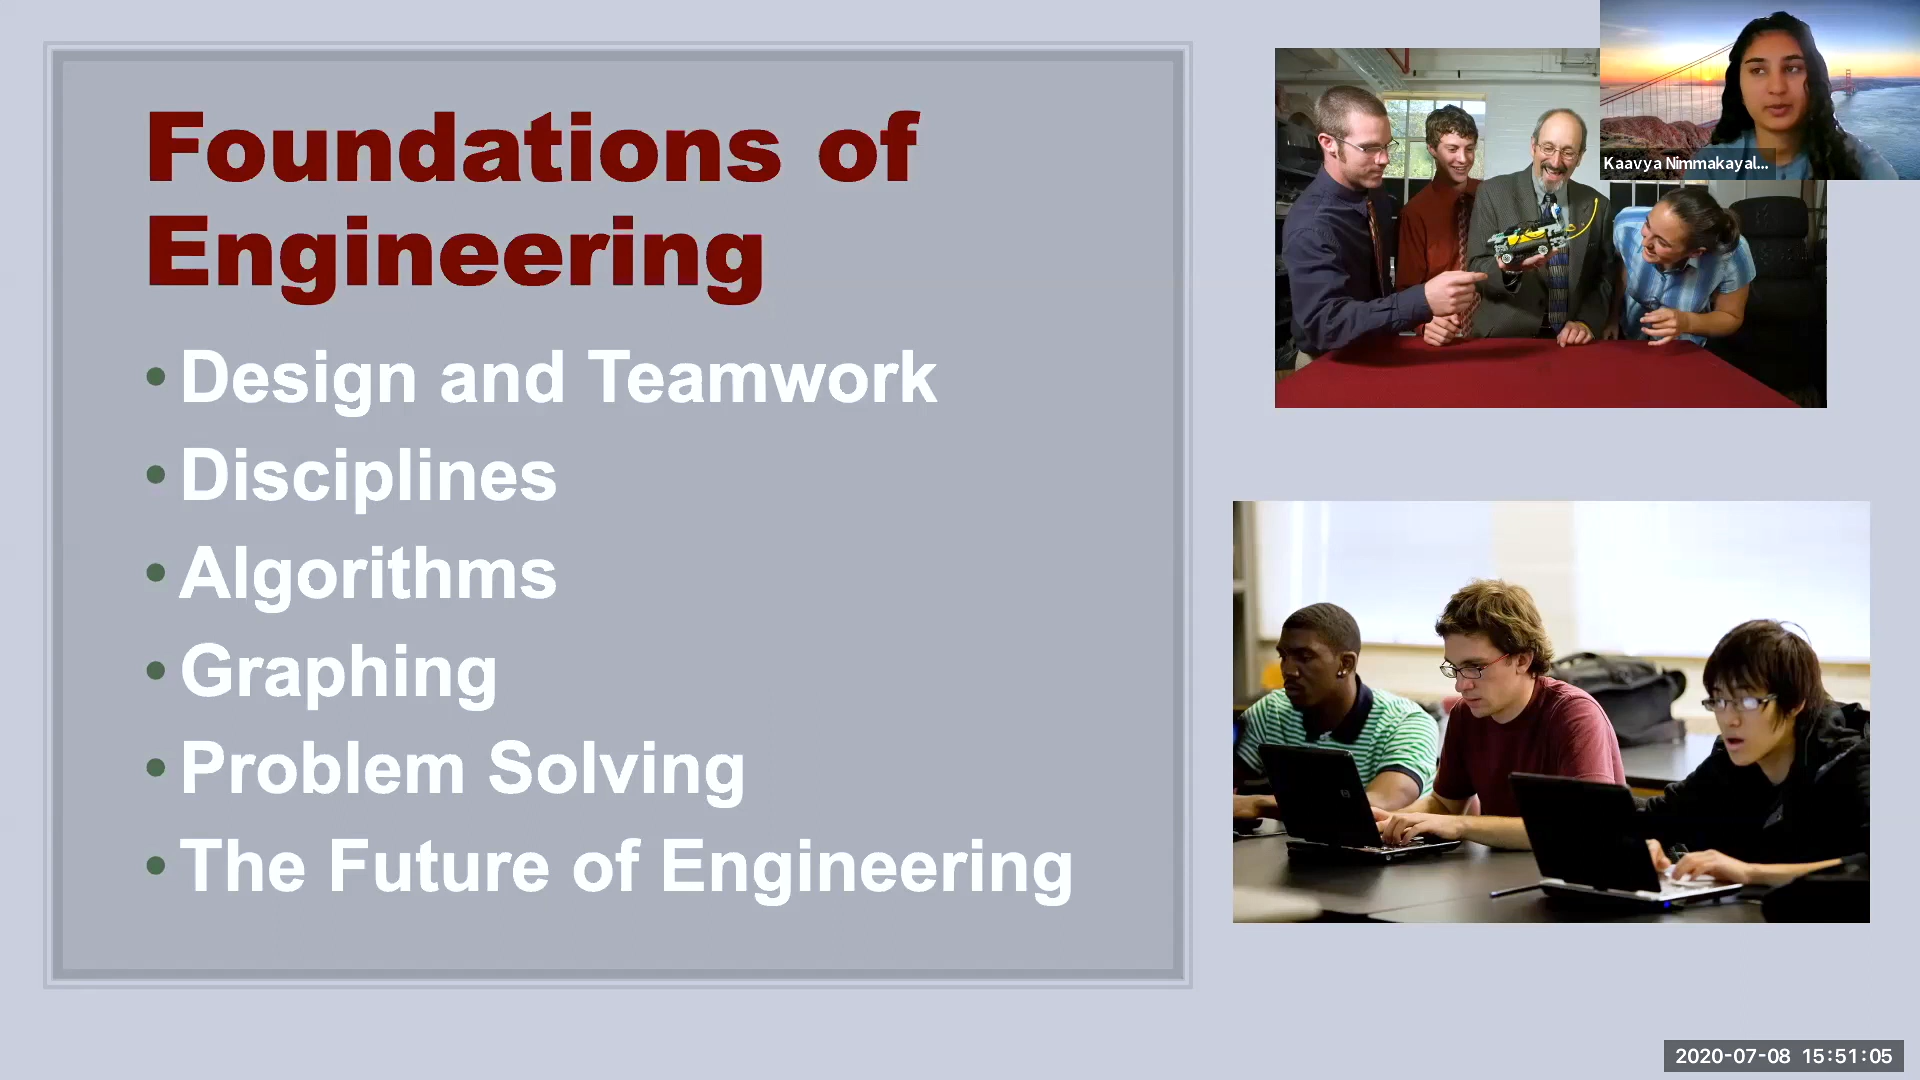 Foundations of
Engineering
• Design and Teamwork
• Disciplines
• Algorithms
• Graphing
• Problem Solving
• The Future of Engineering
Kaavya Nimmakayal...
2020-07-08 15:51:05